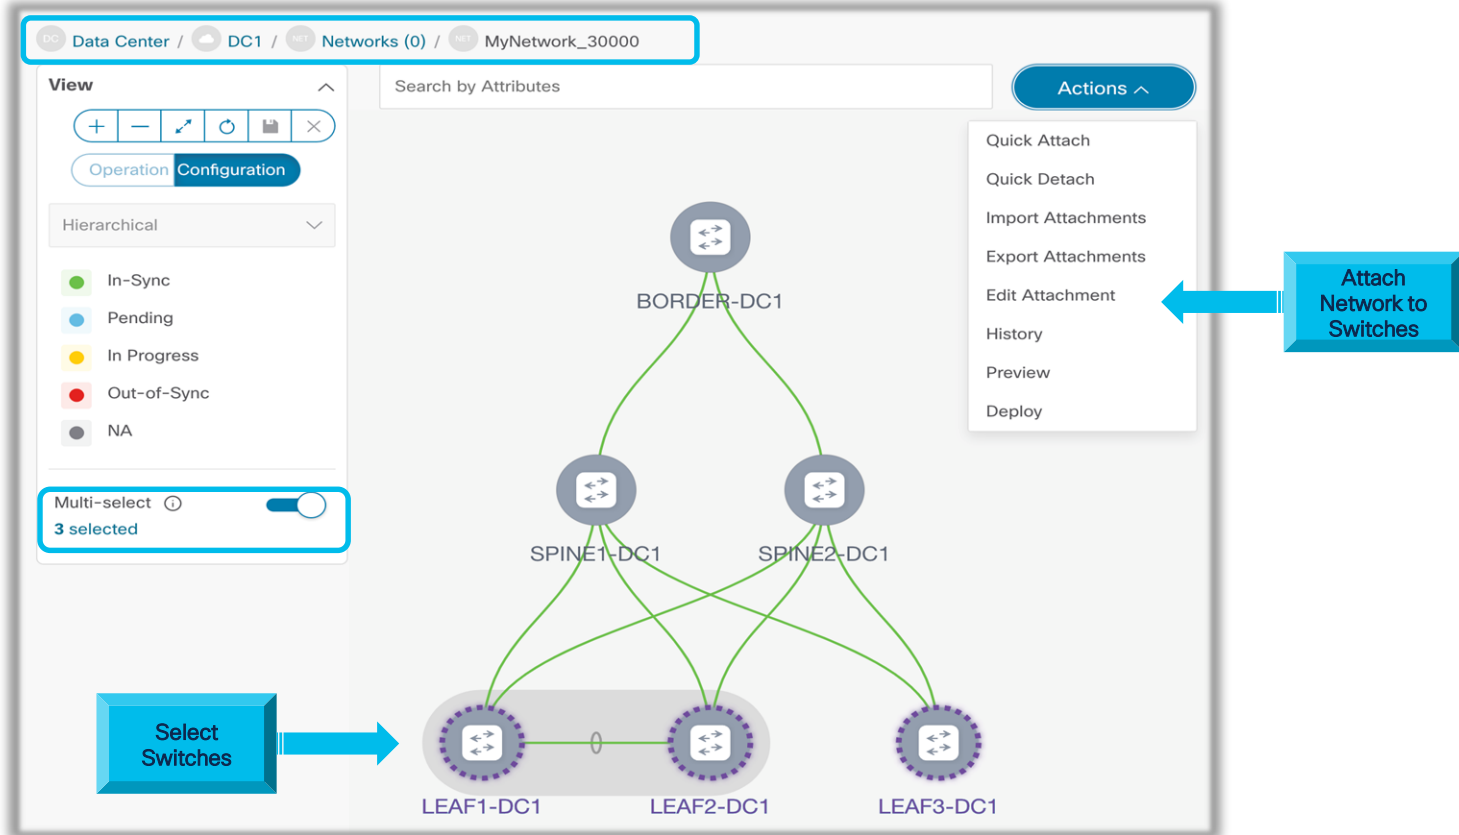 DC Data Center / DC1 / NET Networks (0) / NET MyNetwork_30000
View
Search by Attributes
Actions
Operation Configuration
Hierarchical
In-Sync
Pending
In Progress
Out-of-Sync
NA
Multi-select
3 selected
Quick Attach
Quick Detach
Import Attachments
Export Attachments
Edit Attachment
History
Preview
Deploy
Attach
Network to
Switches
BORDER-DC1
SPINE1-DC1
SPINE2-DC1
Select
Switches
LEAF1-DC1
LEAF2-DC1
LEAF3-DC1